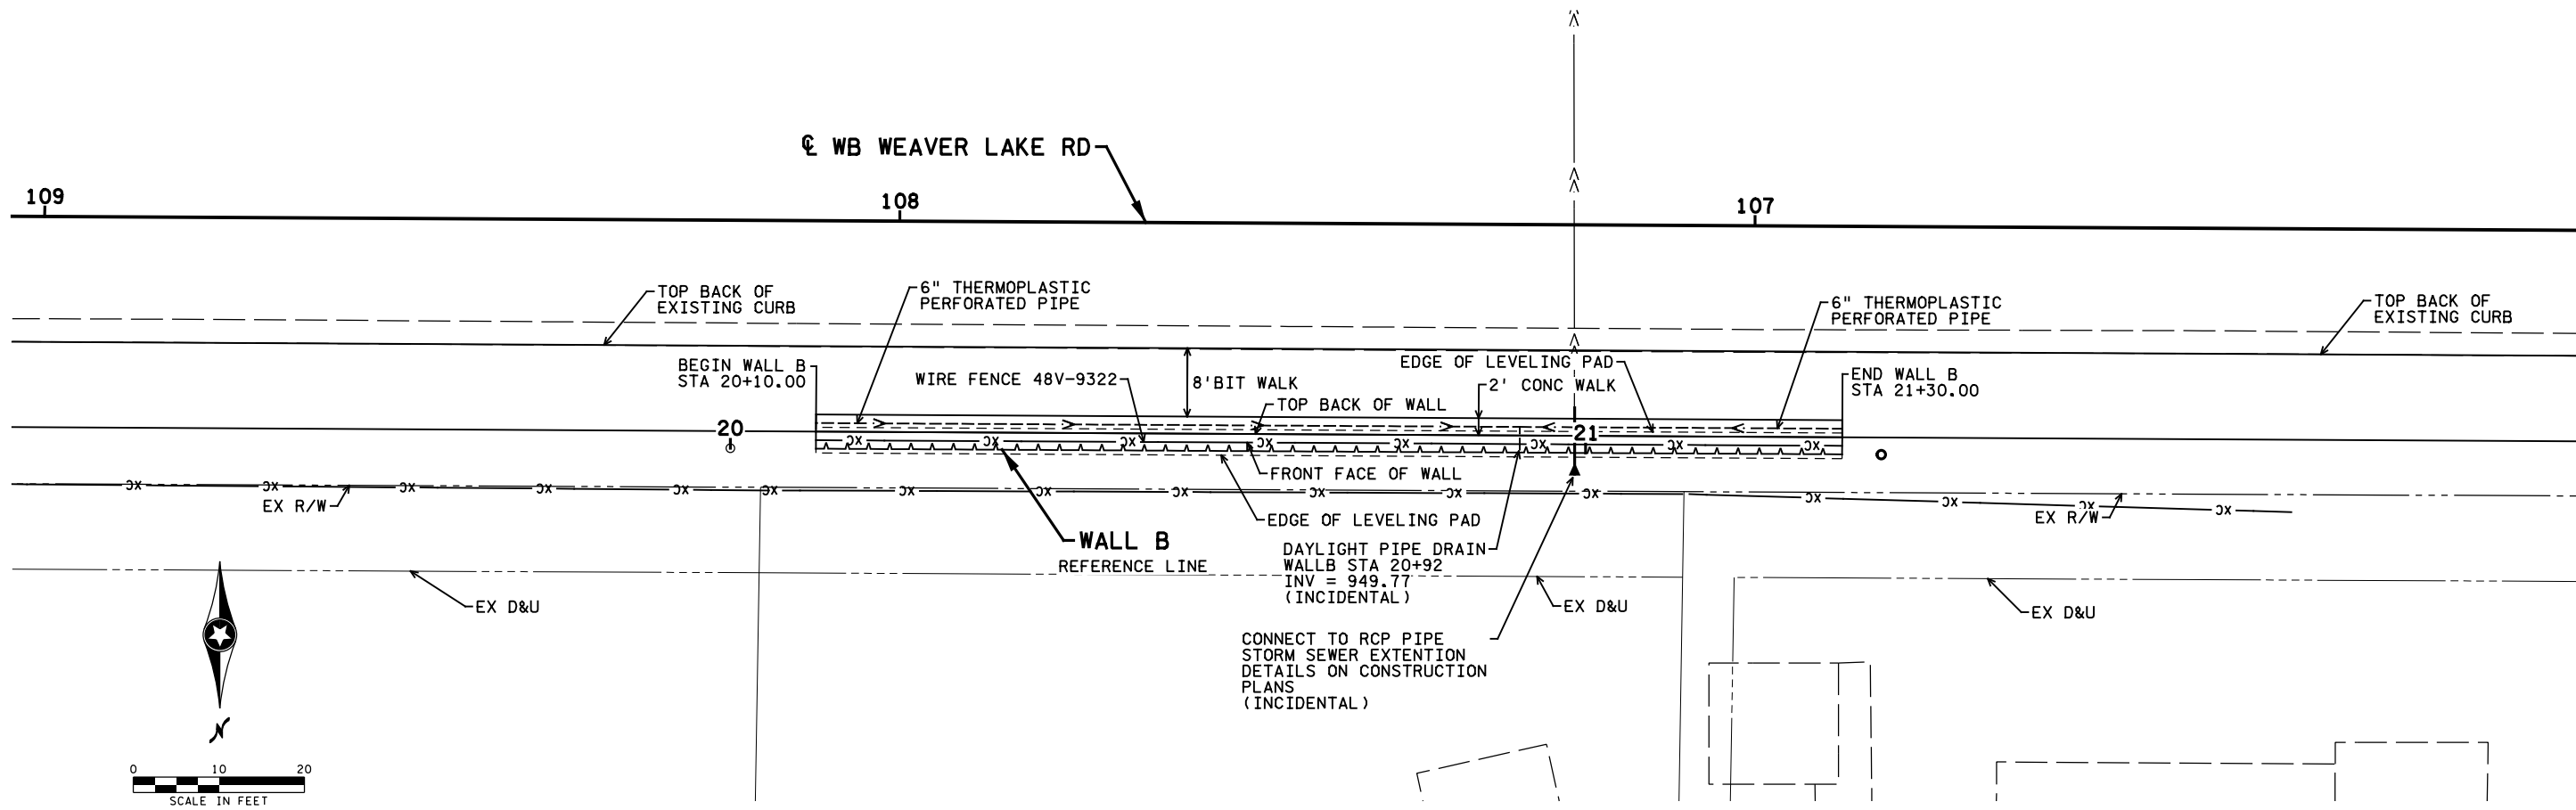 ℄ WB WEAVER LAKE RD
109
108
107
TOP BACK OF
EXISTING CURB
6" THERMOPLASTIC
PERFORATED PIPE
6" THERMOPLASTIC
PERFORATED PIPE
TOP BACK OF
EXISTING CURB
BEGIN WALL B
STA 20+10.00
WIRE FENCE 48V-9322
8'BIT WALK
EDGE OF LEVELING PAD
2' CONC WALK
TOP BACK OF WALL
END WALL B
STA 21+30.00
20
21
FRONT FACE OF WALL
EX R/W
EX R/W
EDGE OF LEVELING PAD
WALL B
REFERENCE LINE
DAYLIGHT PIPE DRAIN
WALLB STA 20+92
INV = 949.77
(INCIDENTAL)
EX D&U
EX D&U
EX D&U
CONNECT TO RCP PIPE
STORM SEWER EXTENTION
DETAILS ON CONSTRUCTION
PLANS
(INCIDENTAL)
N
0 10 20
SCALE IN FEET